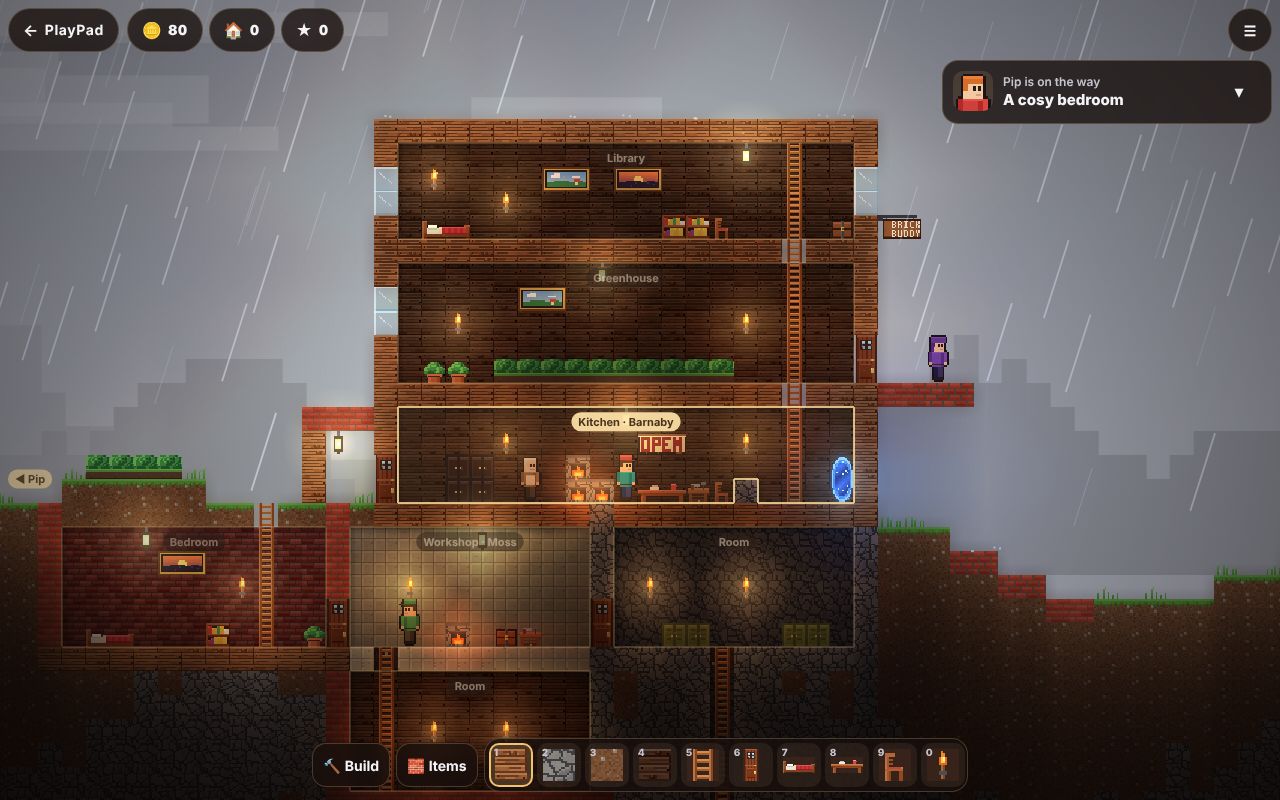 ← PlayPad
80
0
★ 0
Pip is on the way
A cosy bedroom
Library
BRICK
BUDDY
Greenhouse
Kitchen · Barnaby
OPEN
◀ Pip
Bedroom
Workshop · Moss
Room
Room
Build
Items
1
2
3
4
5
6
7
8
9
0